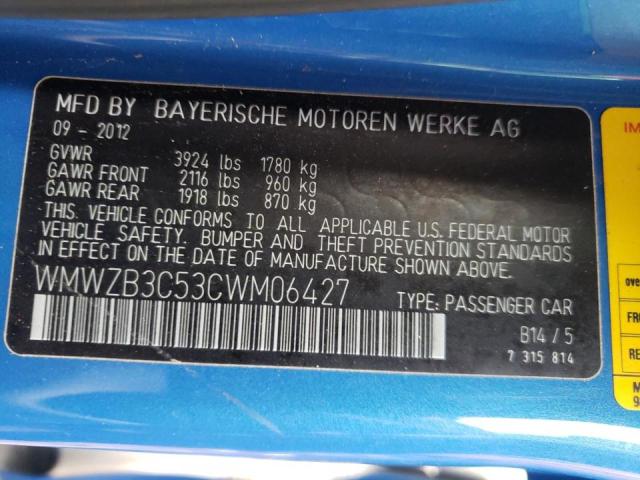 MFD BY BAYERISCHE MOTOREN WERKE AG
09 - 2012
GVWR 3924 lbs 1780 kg
GAWR FRONT 2116 lbs 960 kg
GAWR REAR 1918 lbs 870 kg
THIS VEHICLE CONFORMS TO ALL APPLICABLE U.S. FEDERAL MOTOR
VEHICLE SAFETY, BUMPER AND THEFT PREVENTION STANDARDS
IN EFFECT ON THE DATE OF MANUFACTURE SHOWN ABOVE.
WMWZB3C53CWM06427 TYPE: PASSENGER CAR
B14 / 5
7 315 814